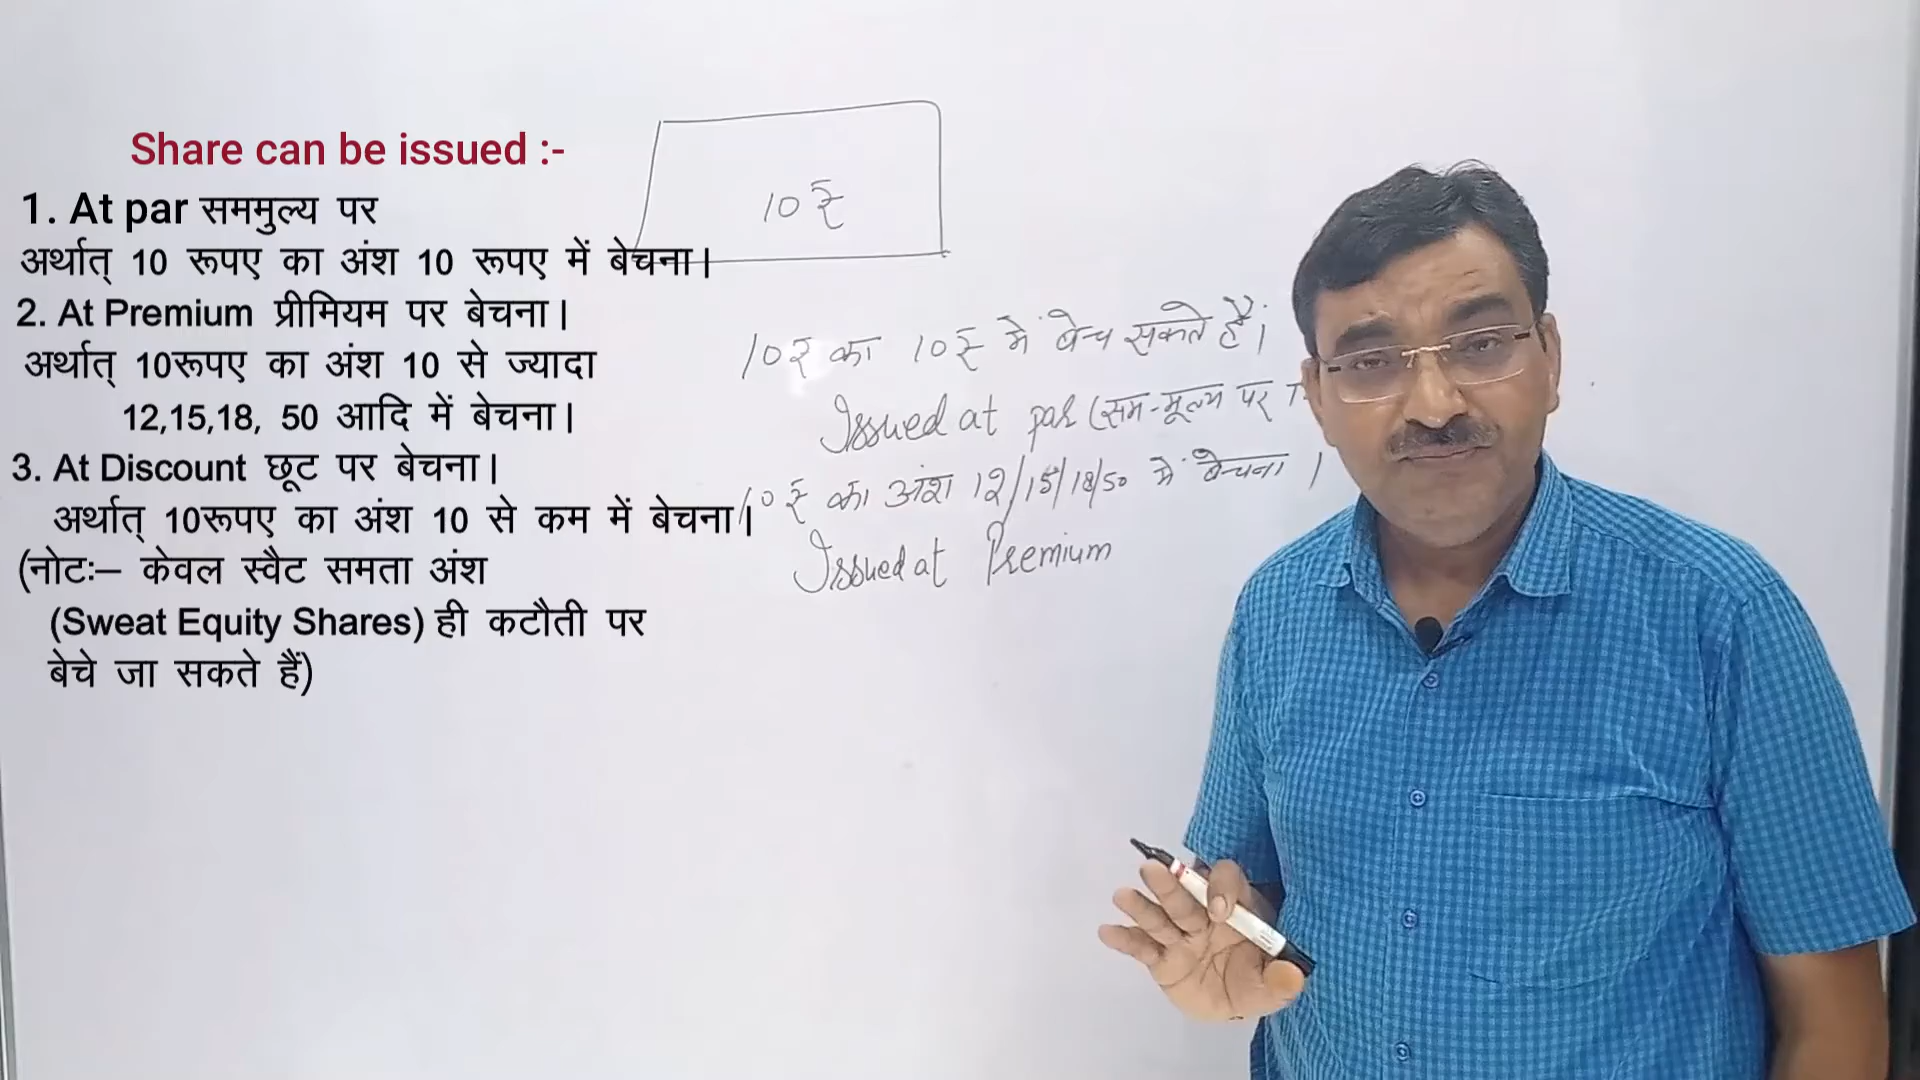 Share can be issued :-
1. At par सममुल्य पर
अर्थात् 10 रूपए का अंश 10 रूपए में बेचना।
2. At Premium प्रीमियम पर बेचना।
अर्थात् 10रूपए का अंश 10 से ज्यादा
12,15,18, 50 आदि में बेचना।
3. At Discount छूट पर बेचना।
अर्थात् 10रूपए का अंश 10 से कम में बेचना।
(नोटः– केवल स्वैट समता अंश
(Sweat Equity Shares) ही कटौती पर
बेचे जा सकते हैं)
10 ₹
10₹ का 10₹ में बेच सकते हैं।
Issued at par (सम-मूल्य पर
10₹ का अंश 12/15/18/50 में बेचना।
Issued at Premium